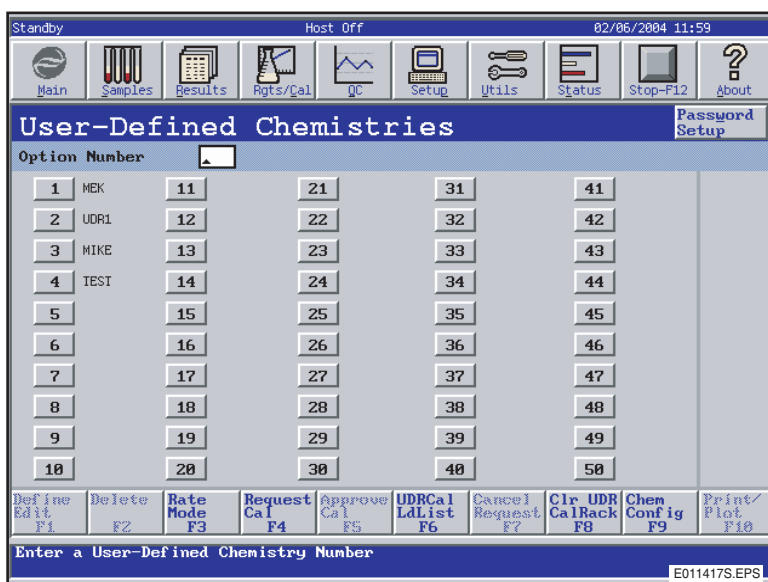 Standby Host Off 02/06/2004 11:59
Main Samples Results Rgts/Cal QC Setup Utils Status Stop-F12 About
User-Defined Chemistries Password Setup
Option Number
1 MEK 11 21 31 41
2 UDR1 12 22 32 42
3 MIKE 13 23 33 43
4 TEST 14 24 34 44
5 15 25 35 45
6 16 26 36 46
7 17 27 37 47
8 18 28 38 48
9 19 29 39 49
10 20 30 40 50
Define Delete Rate Request Approve UDRCal Cancel Clr UDR Chem Print/
Edit Mode Cal Cal LdList Request CalRack Config Plot
F1 F2 F3 F4 F5 F6 F7 F8 F9 F10
Enter a User-Defined Chemistry Number
E011417S.EPS